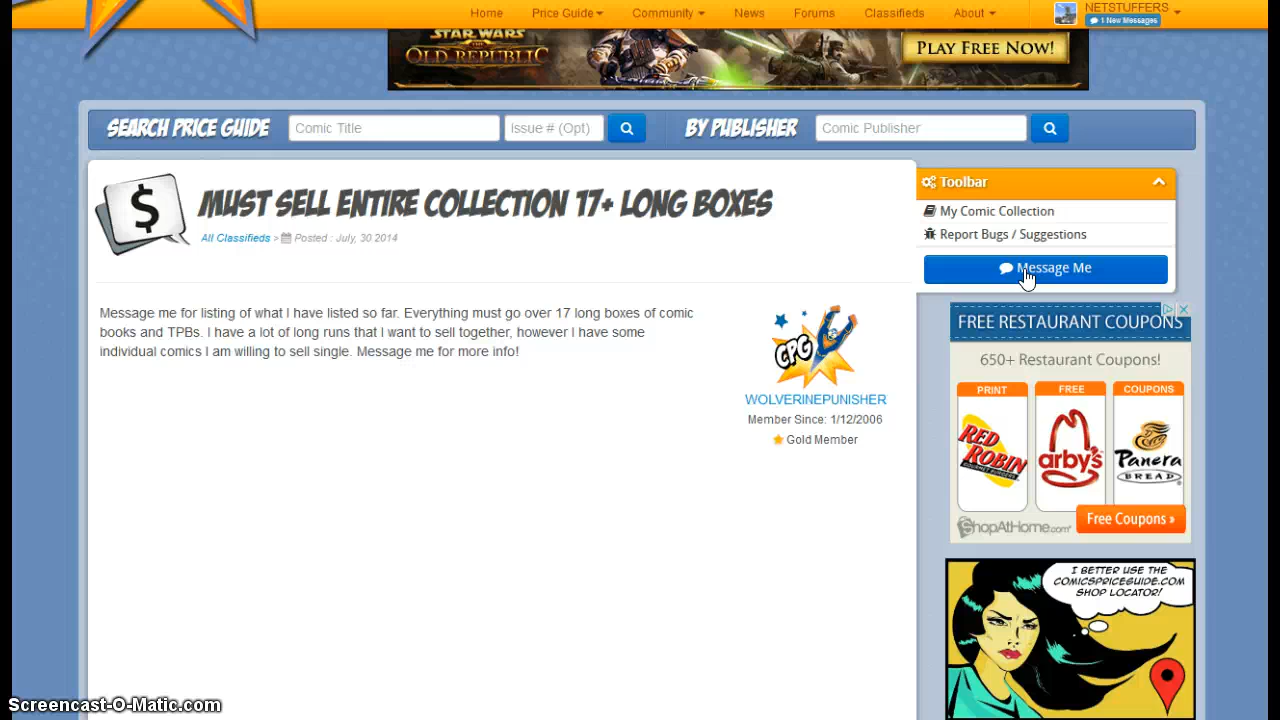 Home Price Guide Community News Forums Classifieds About NETSTUFFERS
1 New Messages
STAR WARS
THE OLD REPUBLIC
PLAY FREE NOW!
SEARCH PRICE GUIDE Comic Title Issue # (Opt) BY PUBLISHER Comic Publisher
$
MUST SELL ENTIRE COLLECTION 17+ LONG BOXES
All Classifieds > Posted : July, 30 2014
Toolbar
My Comic Collection
Report Bugs / Suggestions
Message Me
Message me for listing of what I have listed so far. Everything must go over 17 long boxes of comic
books and TPBs. I have a lot of long runs that I want to sell together, however I have some
individual comics I am willing to sell single. Message me for more info!
CPG
WOLVERINEPUNISHER
Member Since: 1/12/2006
Gold Member
FREE RESTAURANT COUPONS
650+ Restaurant Coupons!
PRINT FREE COUPONS
RED ROBIN
GOURMET BURGERS
arby's
Panera
BREAD
ShopAtHome.com
Free Coupons »
I BETTER USE THE
COMICSPRICEGUIDE.COM
SHOP LOCATOR!
Screencast-O-Matic.com